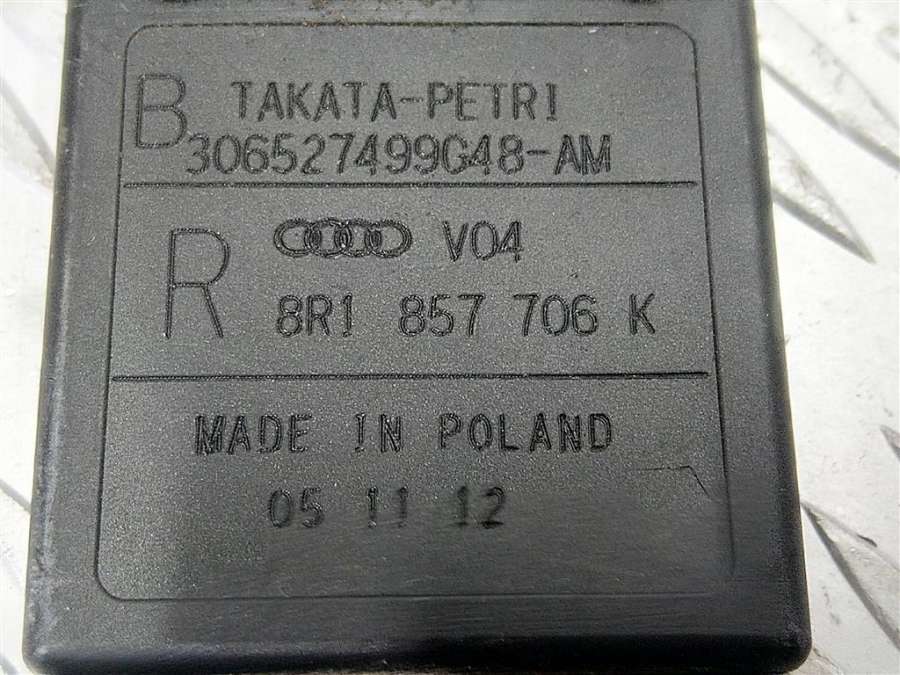 B TAKATA-PETRI
306527499G48-AM
R V04
8R1 857 706 K
MADE IN POLAND
05 11 12